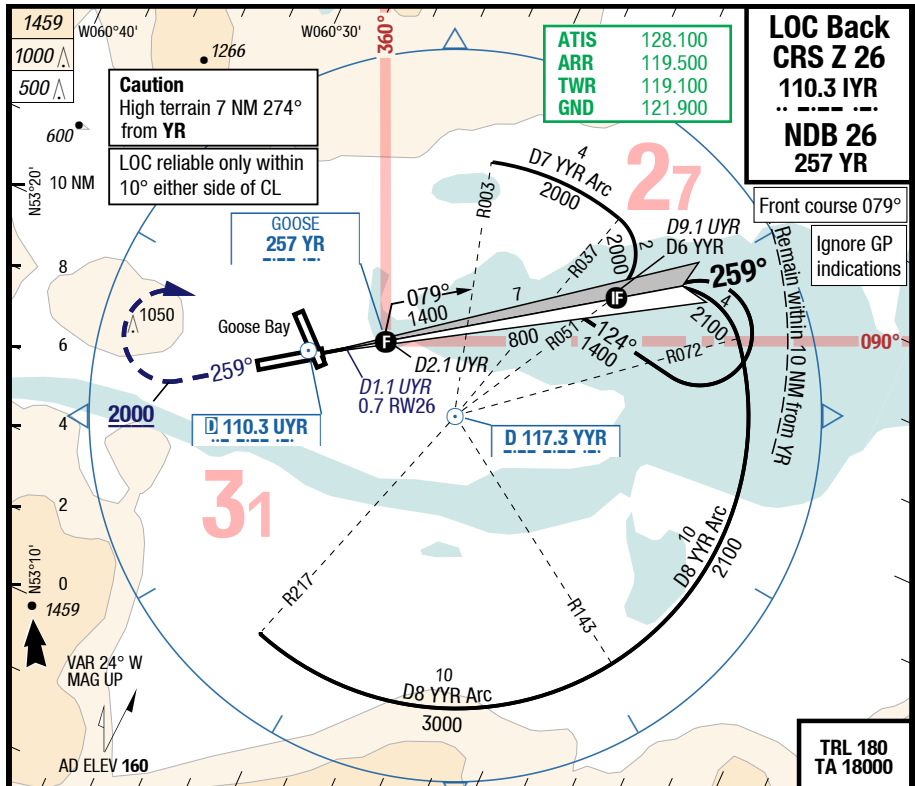 1459
1000
500
W060°40'
W060°30'
360°
1266
600
N53°20'
10 NM
8
6
4
2
0
N53°10'
1459
Caution
High terrain 7 NM 274°
from YR
LOC reliable only within
10° either side of CL
ATIS 128.100
ARR 119.500
TWR 119.100
GND 121.900
LOC Back
CRS Z 26
110.3 IYR
NDB 26
257 YR
Front course 079°
Ignore GP
indications
27
4
D7 YYR Arc
2000
R003
R037
2
2000
D9.1 UYR
D6 YYR
IF
259°
4
2100
Remain within 10 NM from YR
GOOSE
257 YR
079°
1400
7
800
R051
124°
1400
R072
090°
F
D2.1 UYR
D1.1 UYR
0.7 RW26
Goose Bay
1050
259°
2000
D 110.3 UYR
D 117.3 YYR
31
R217
R143
10
D8 YYR Arc
2100
10
D8 YYR Arc
3000
VAR 24° W
MAG UP
AD ELEV 160
TRL 180
TA 18000